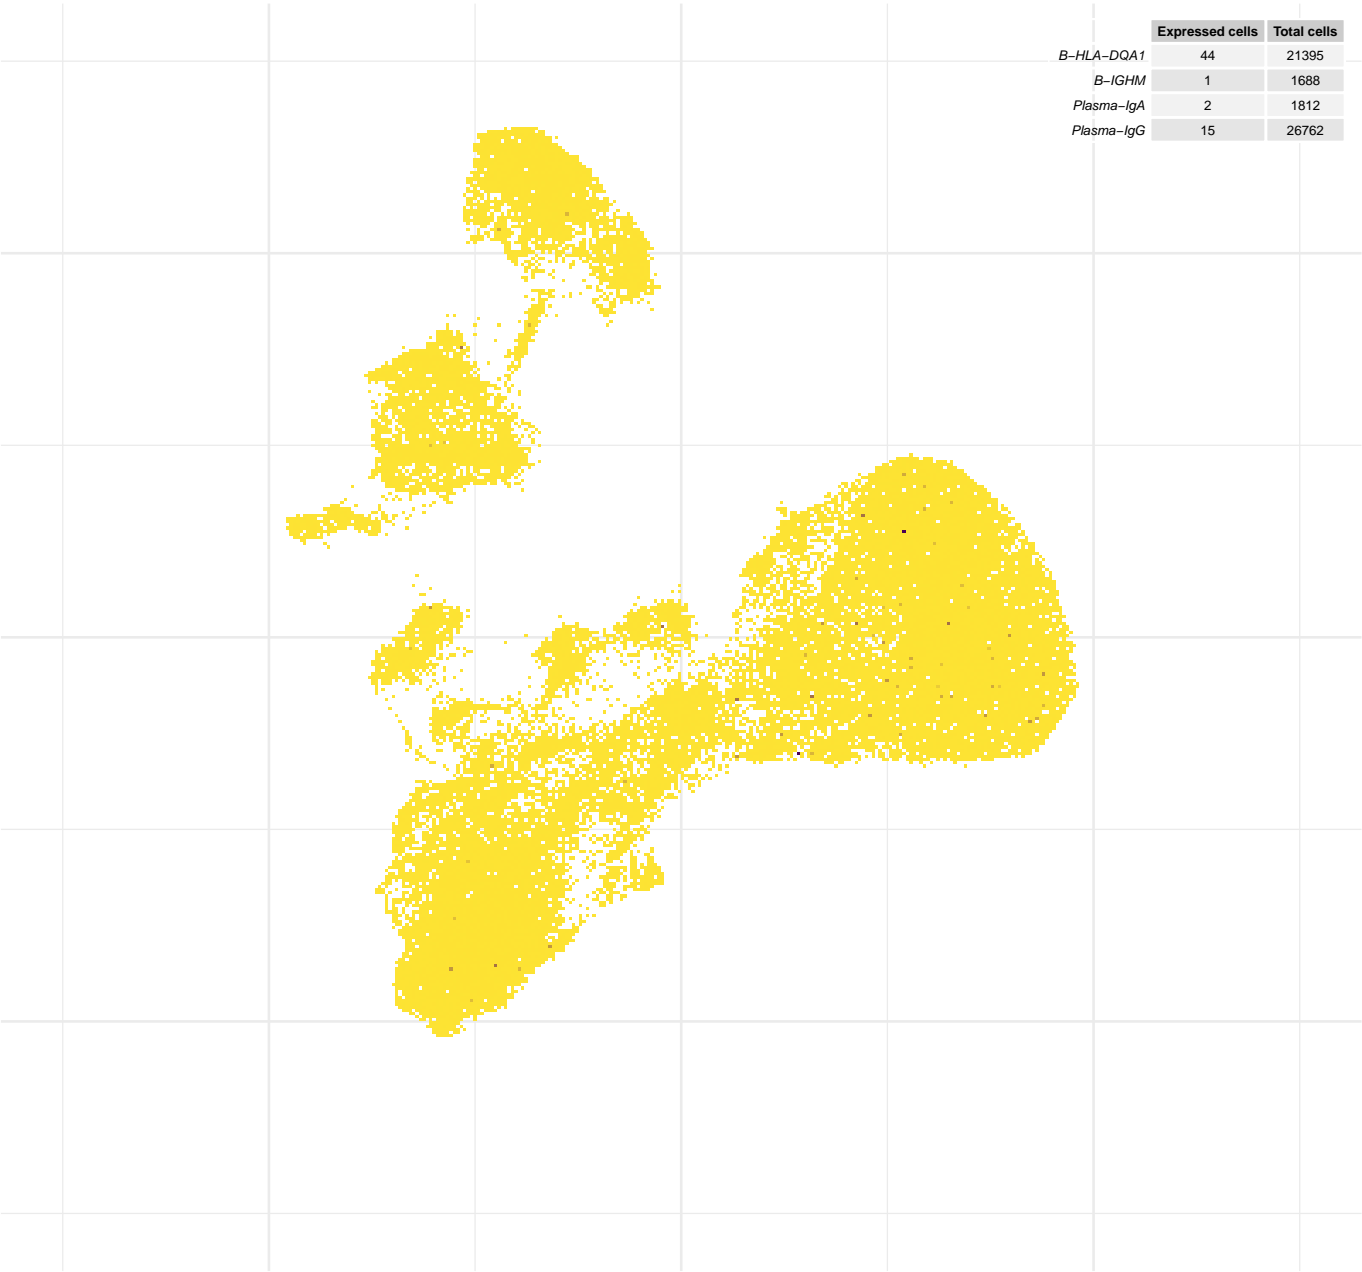 Expressed cells Total cells
B−HLA−DQA1 44 21395
B−IGHM 1 1688
Plasma−IgA 2 1812
Plasma−IgG 15 26762